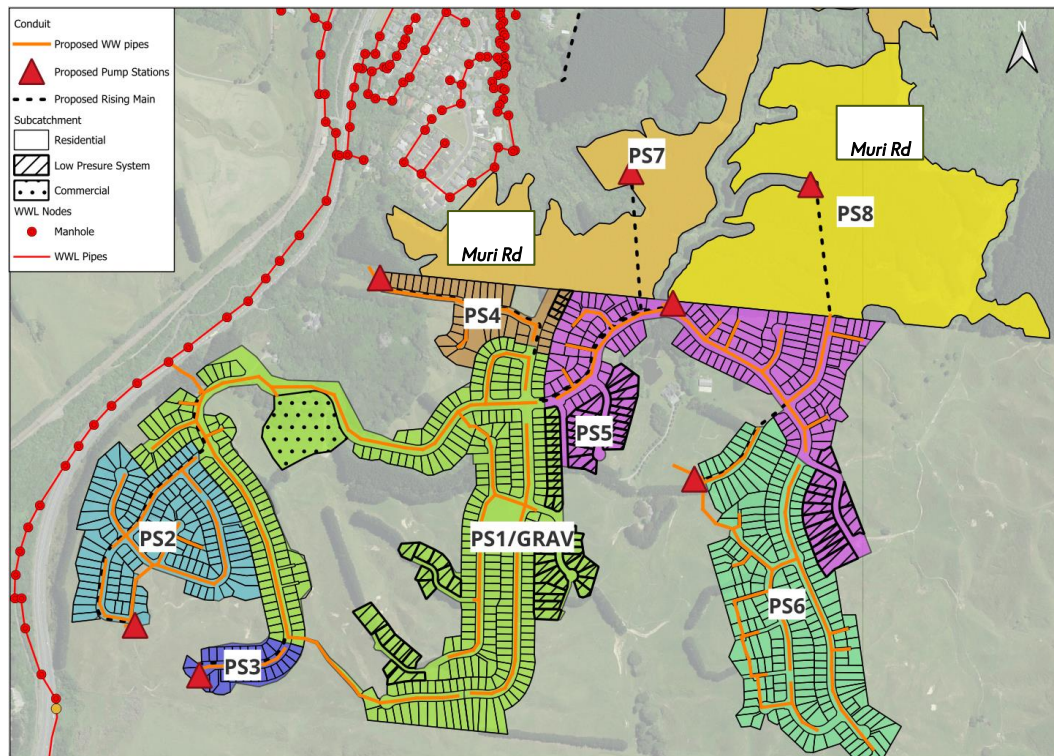 Conduit
Proposed WW pipes
Proposed Pump Stations
Proposed Rising Main
Subcatchment
Residential
Low Presure System
Commercial
WWL Nodes
Manhole
WWL Pipes
N
Muri Rd
PS7
PS8
Muri Rd
PS4
PS5
PS2
PS1/GRAV
PS6
PS3